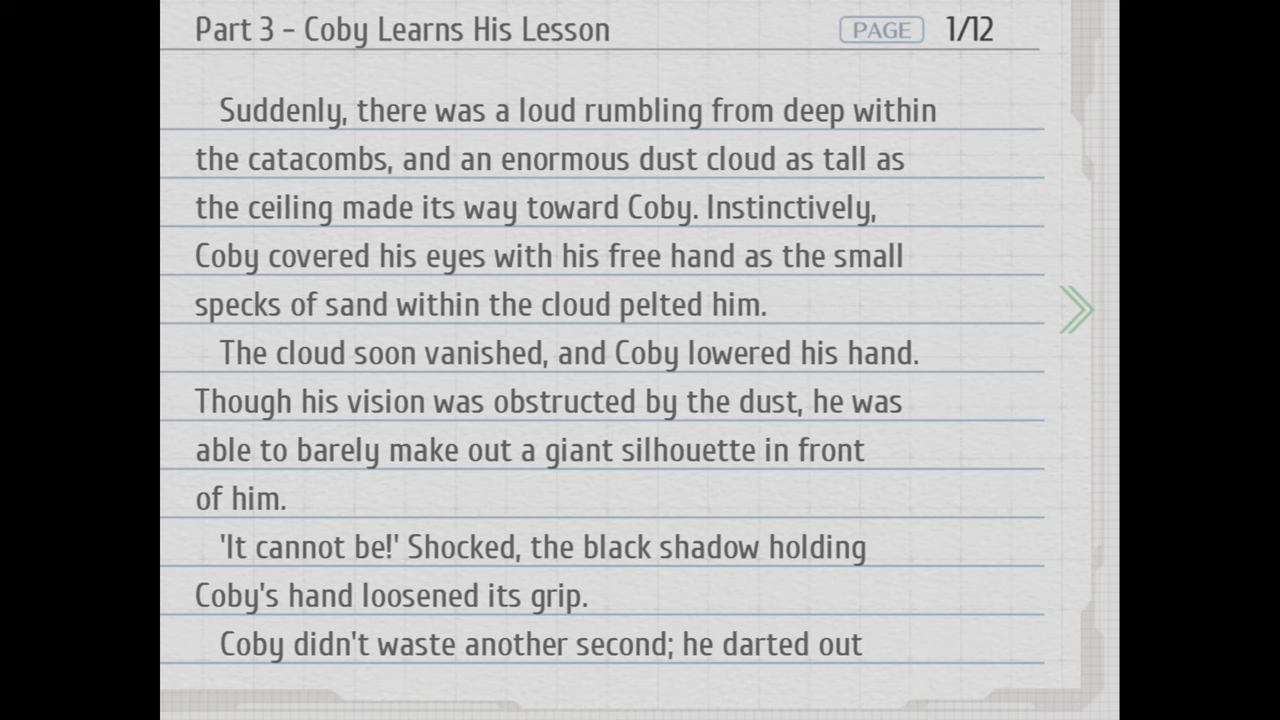 Part 3 - Coby Learns His Lesson
PAGE 1/12
Suddenly, there was a loud rumbling from deep within
the catacombs, and an enormous dust cloud as tall as
the ceiling made its way toward Coby. Instinctively,
Coby covered his eyes with his free hand as the small
specks of sand within the cloud pelted him.
The cloud soon vanished, and Coby lowered his hand.
Though his vision was obstructed by the dust, he was
able to barely make out a giant silhouette in front
of him.
'It cannot be!' Shocked, the black shadow holding
Coby's hand loosened its grip.
Coby didn't waste another second; he darted out